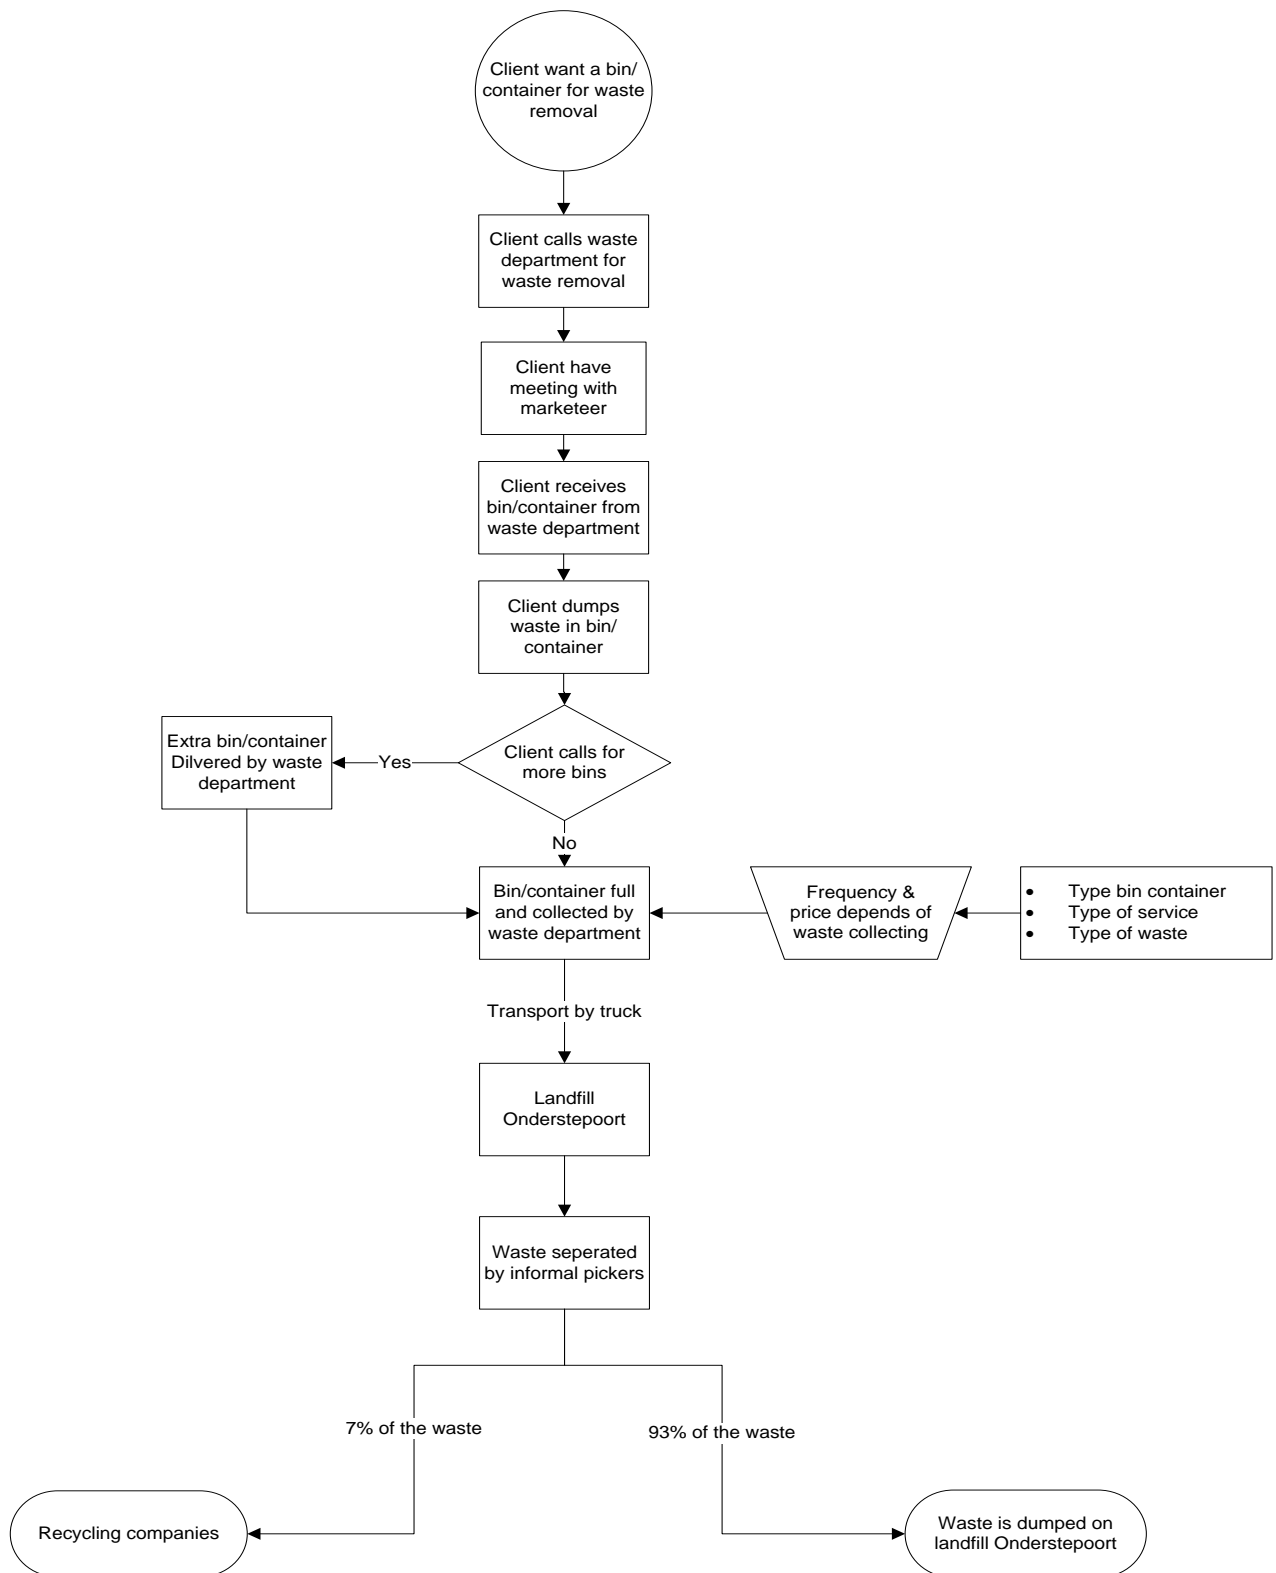 Client want a bin/
container for waste
removal
Client calls waste
department for
waste removal
Client have
meeting with
marketeer
Client receives
bin/container from
waste department
Client dumps
waste in bin/
container
Client calls for
more bins
Yes
Extra bin/container
Dilvered by waste
department
No
Bin/container full
and collected by
waste department
Frequency &
price depends of
waste collecting
• Type bin container
• Type of service
• Type of waste
Transport by truck
Landfill
Onderstepoort
Waste seperated
by informal pickers
7% of the waste
93% of the waste
Recycling companies
Waste is dumped on
landfill Onderstepoort